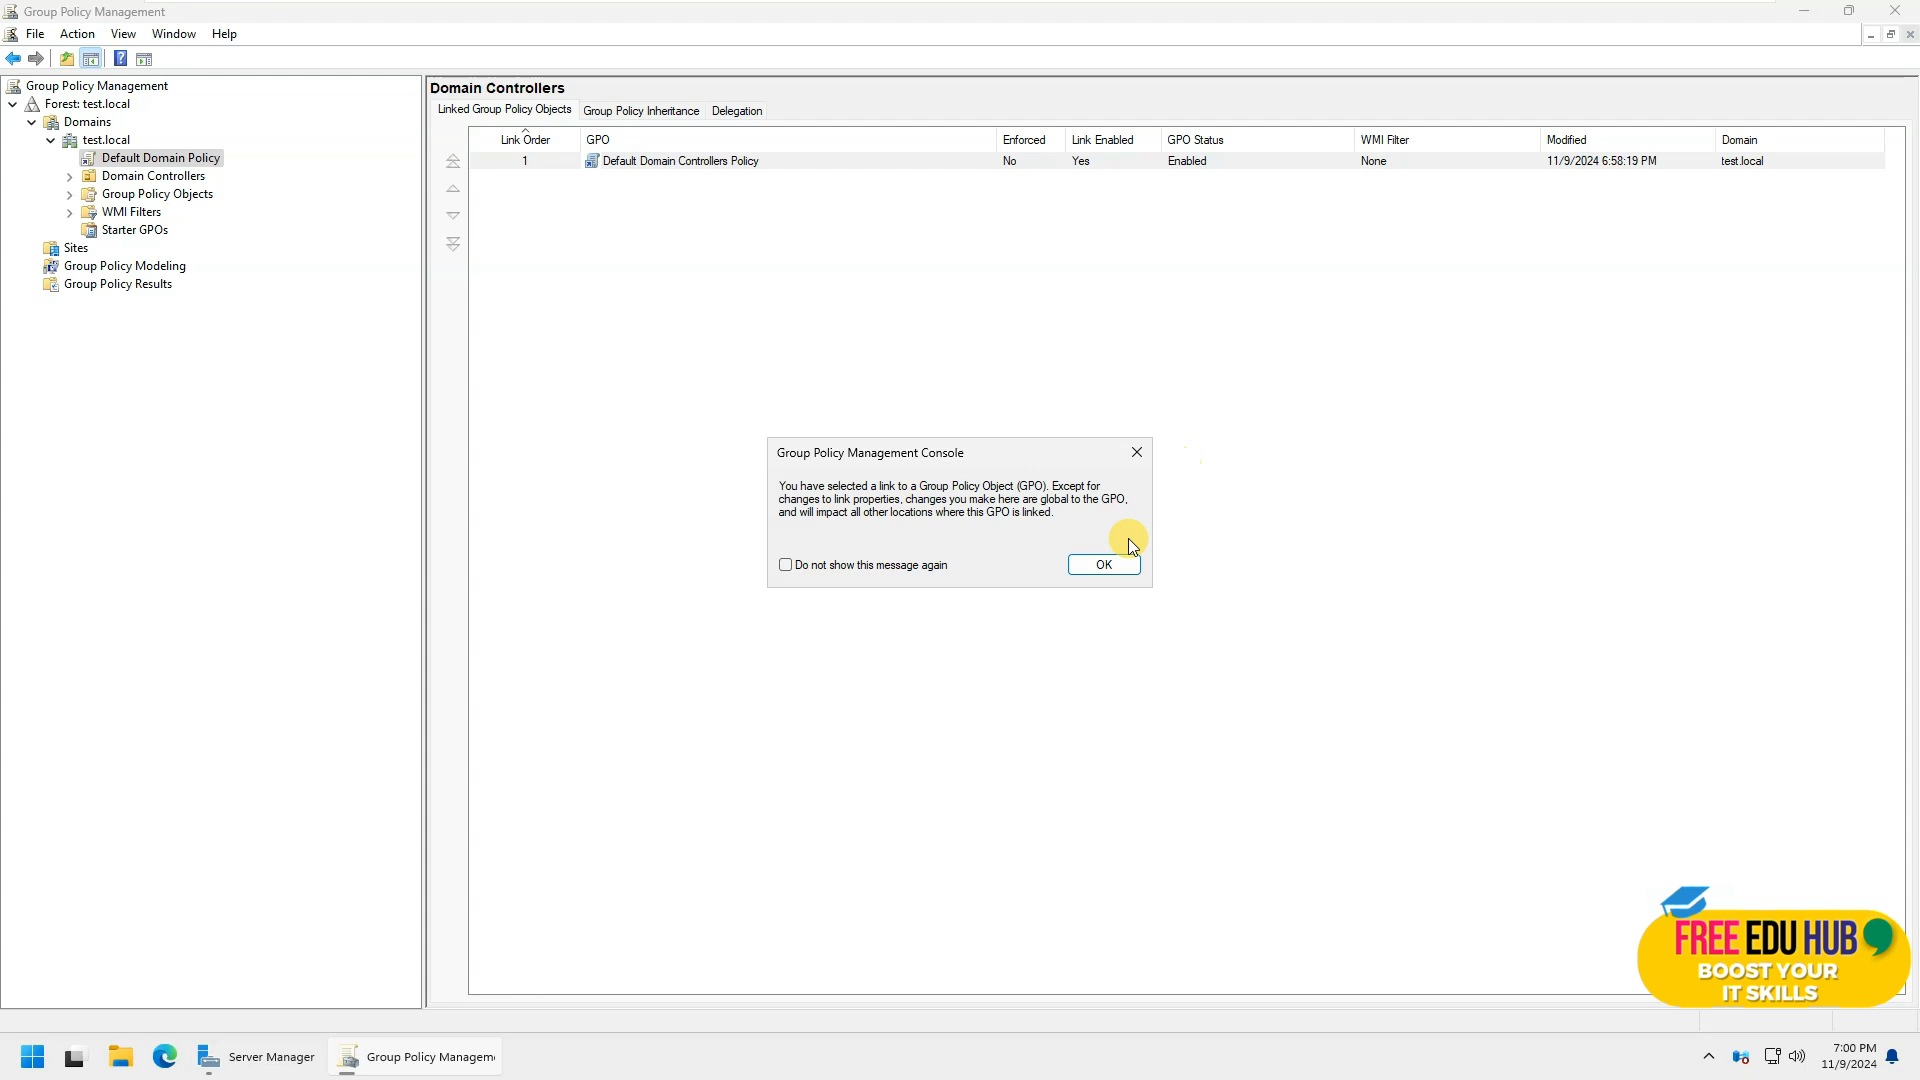 Group Policy Management
File Action View Window Help
Group Policy Management
Forest: test.local
Domains
test.local
Default Domain Policy
Domain Controllers
Group Policy Objects
WMI Filters
Starter GPOs
Sites
Group Policy Modeling
Group Policy Results
Domain Controllers
Linked Group Policy Objects Group Policy Inheritance Delegation
Link Order GPO Enforced Link Enabled GPO Status WMI Filter Modified Domain
1 Default Domain Controllers Policy No Yes Enabled None 11/9/2024 6:58:19 PM test.local
Group Policy Management Console
You have selected a link to a Group Policy Object (GPO). Except for
changes to link properties, changes you make here are global to the GPO,
and will impact all other locations where this GPO is linked.
Do not show this message again OK
FREE EDU HUB
BOOST YOUR
IT SKILLS
Server Manager Group Policy Managem
7:00 PM
11/9/2024